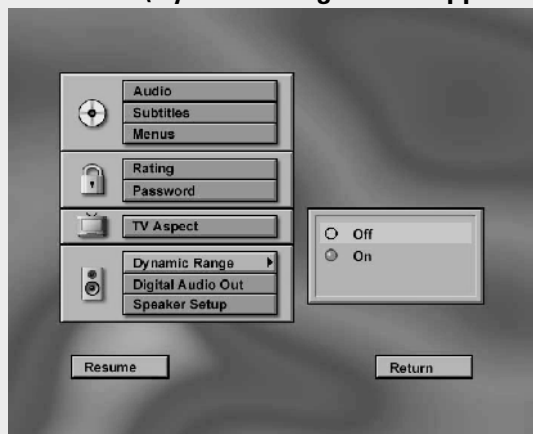 Audio
Subtitles
Menus
Rating
Password
TV Aspect
Dynamic Range
Digital Audio Out
Speaker Setup
Off
On
Resume
Return